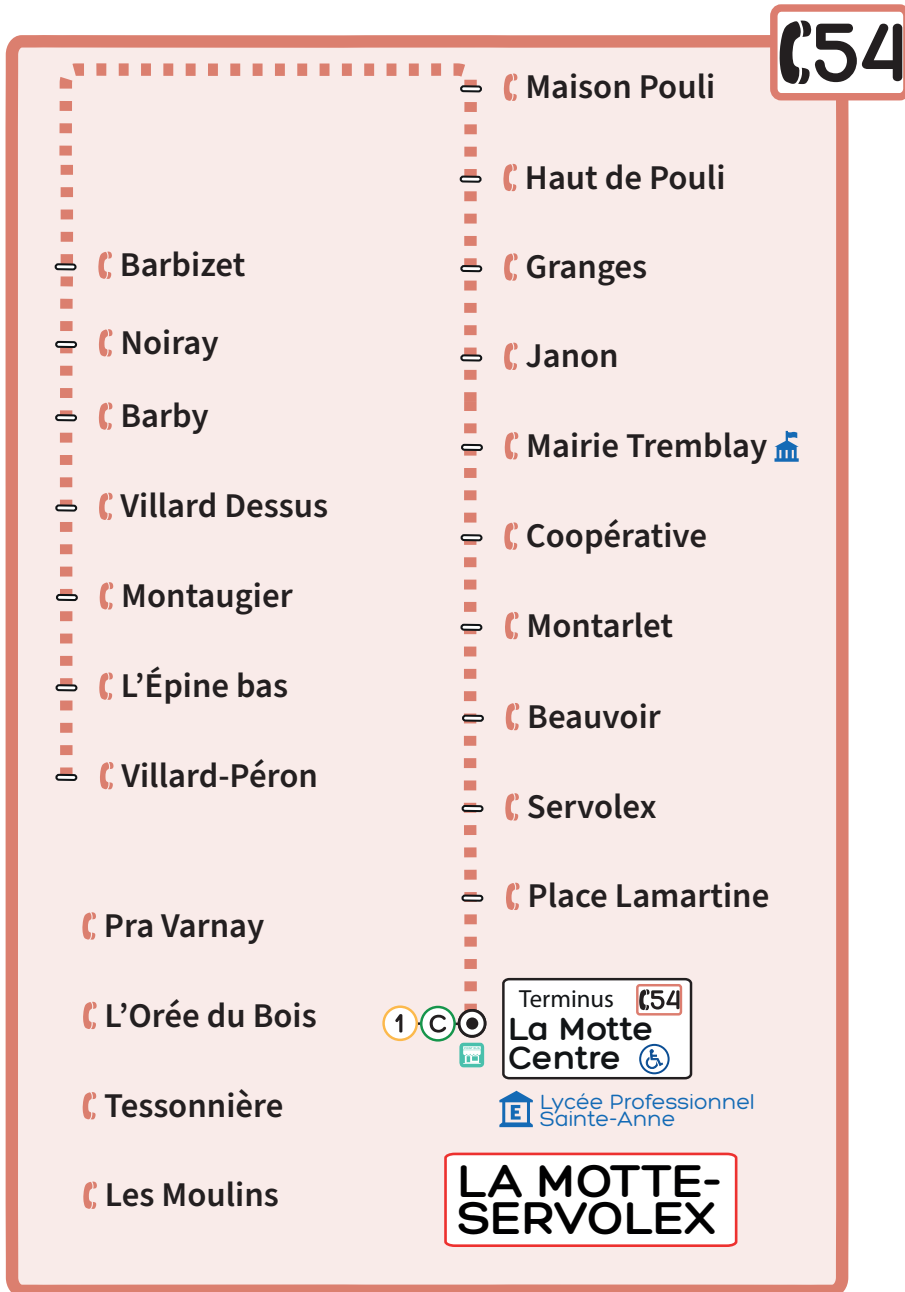 54
Barbizet
Noiray
Barby
Villard Dessus
Montaugier
L’Épine bas
Villard-Péron
Pra Varnay
L’Orée du Bois
Tessonnière
Les Moulins
Maison Pouli
Haut de Pouli
Granges
Janon
Mairie Tremblay
Coopérative
Montarlet
Beauvoir
Servolex
Place Lamartine
1 C
Terminus 54
La Motte
Centre
E Lycée Professionnel
Sainte-Anne
LA MOTTE-
SERVOLEX